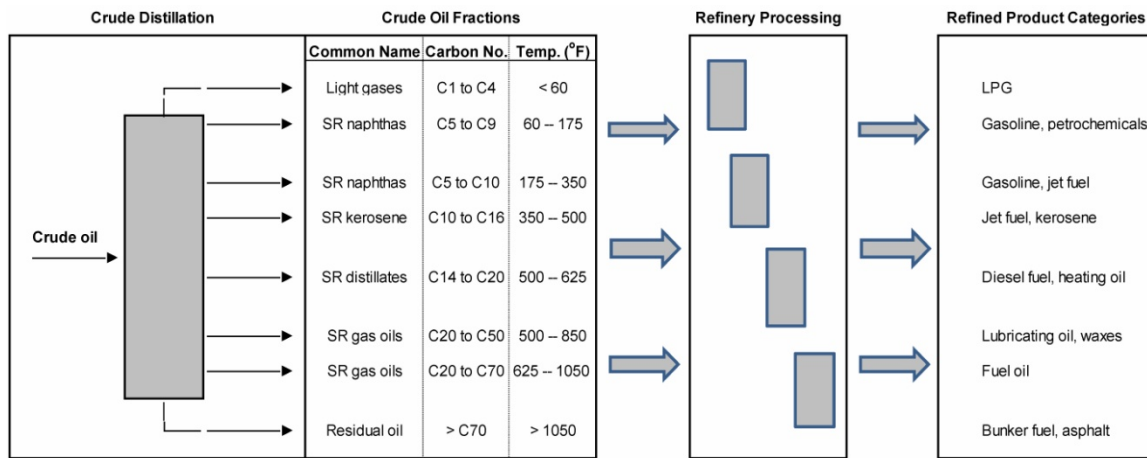 Crude Distillation Crude Oil Fractions Refinery Processing Refined Product Categories
Common Name Carbon No. Temp. (°F)
Light gases C1 to C4 < 60 LPG
SR naphthas C5 to C9 60 -- 175 Gasoline, petrochemicals
SR naphthas C5 to C10 175 -- 350 Gasoline, jet fuel
SR kerosene C10 to C16 350 -- 500 Jet fuel, kerosene
Crude oil
SR distillates C14 to C20 500 -- 625 Diesel fuel, heating oil
SR gas oils C20 to C50 500 -- 850 Lubricating oil, waxes
SR gas oils C20 to C70 625 -- 1050 Fuel oil
Residual oil > C70 > 1050 Bunker fuel, asphalt